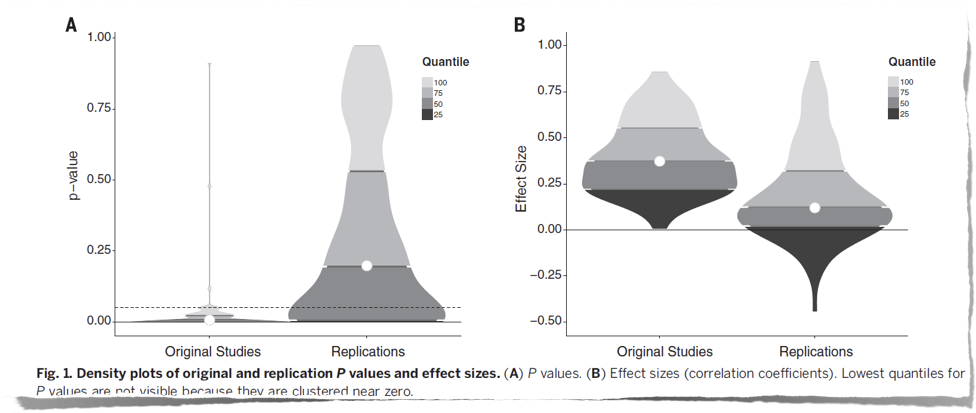 A
1.00
0.75
0.50
0.25
0.00
p-value
Quantile
100
75
50
25
Original Studies
Replications
B
1.00
0.75
0.50
0.25
0.00
−0.25
−0.50
Effect Size
Quantile
100
75
50
25
Original Studies
Replications
Fig. 1. Density plots of original and replication P values and effect sizes. (A) P values. (B) Effect sizes (correlation coefficients). Lowest quantiles for
P values are not visible because they are clustered near zero.